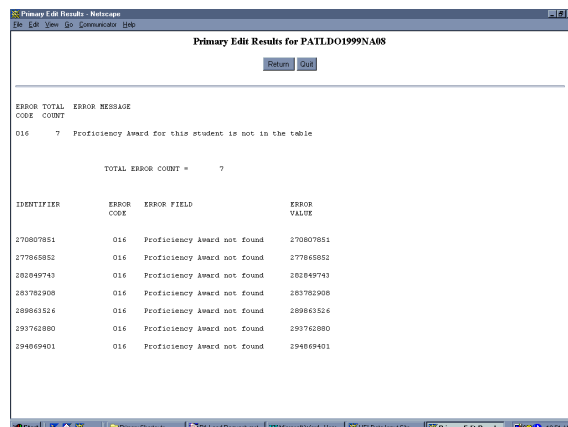 Primary Edit Results - Netscape
File Edit View Go Communicator Help
Primary Edit Results for PATLDO1999NA08
Return Quit
ERROR TOTAL ERROR MESSAGE
CODE COUNT
016 7 Proficiency Award for this student is not in the table
TOTAL ERROR COUNT = 7
IDENTIFIER ERROR ERROR FIELD ERROR
CODE VALUE
270807851 016 Proficiency Award not found 270807851
277865852 016 Proficiency Award not found 277865852
282849743 016 Proficiency Award not found 282849743
283782908 016 Proficiency Award not found 283782908
289863526 016 Proficiency Award not found 289863526
293762880 016 Proficiency Award not found 293762880
294869401 016 Proficiency Award not found 294869401